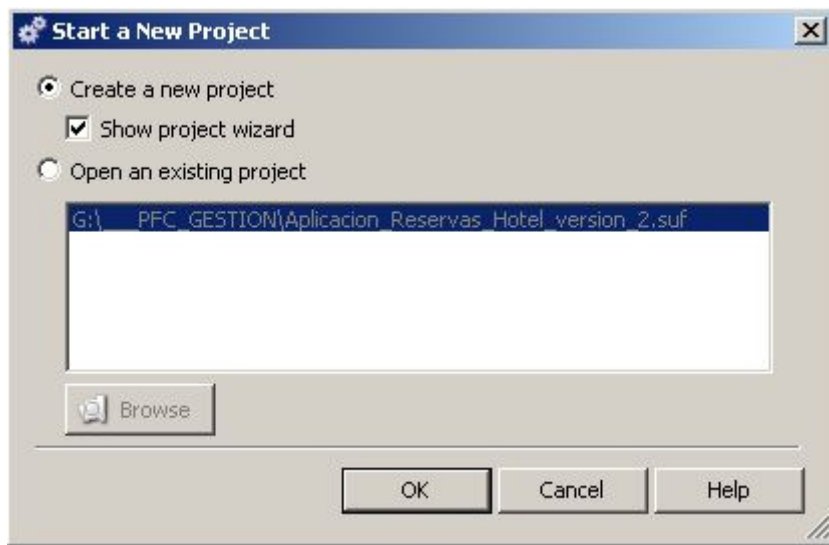 Start a New Project
Create a new project
Show project wizard
Open an existing project
G:\___PFC_GESTION\Aplicacion_Reservas_Hotel_version_2.suf
Browse
OK Cancel Help